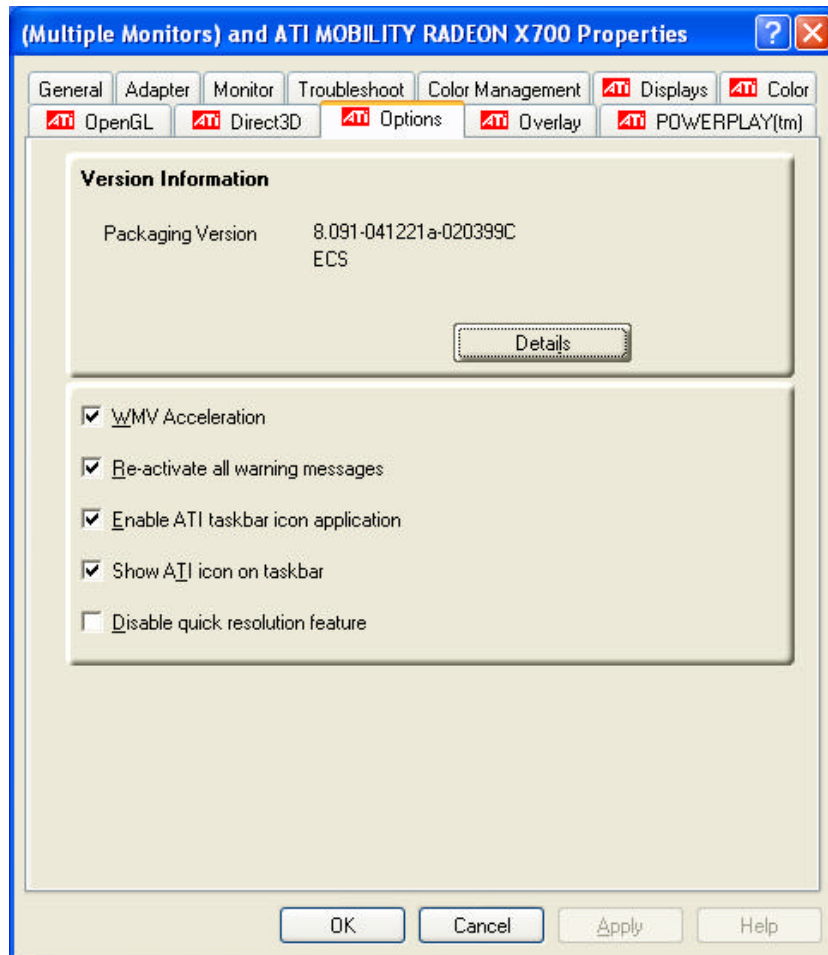 (Multiple Monitors) and ATI MOBILITY RADEON X700 Properties ?
General Adapter Monitor Troubleshoot Color Management ATI Displays ATI Color
ATI OpenGL ATI Direct3D ATI Options ATI Overlay ATI POWERPLAY(tm)
Version Information
Packaging Version 8.091-041221a-020399C
ECS
Details
WMV Acceleration
Re-activate all warning messages
Enable ATI taskbar icon application
Show ATI icon on taskbar
Disable quick resolution feature
OK Cancel Apply Help